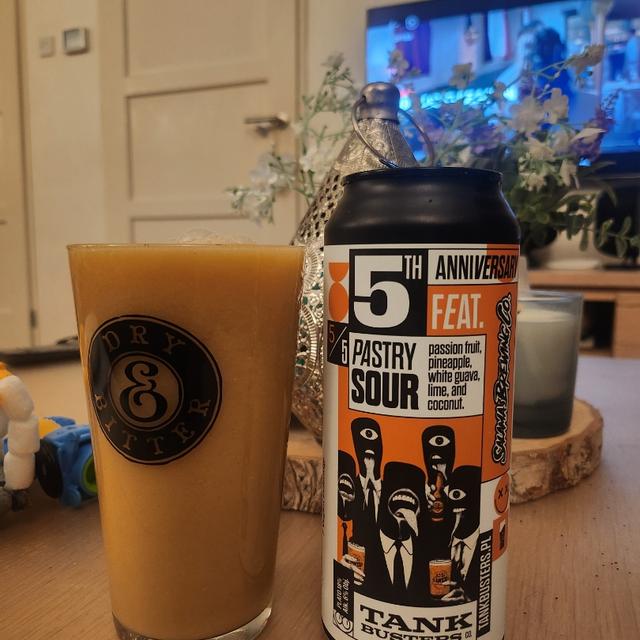 DRY
&
BITTER
5TH ANNIVERSARY
FEAT.
5/5
PASTRY
SOUR
passion fruit,
pineapple,
white guava,
lime, and
coconut.
TANK
BUSTERS CO.
TANKBUSTERS.PL